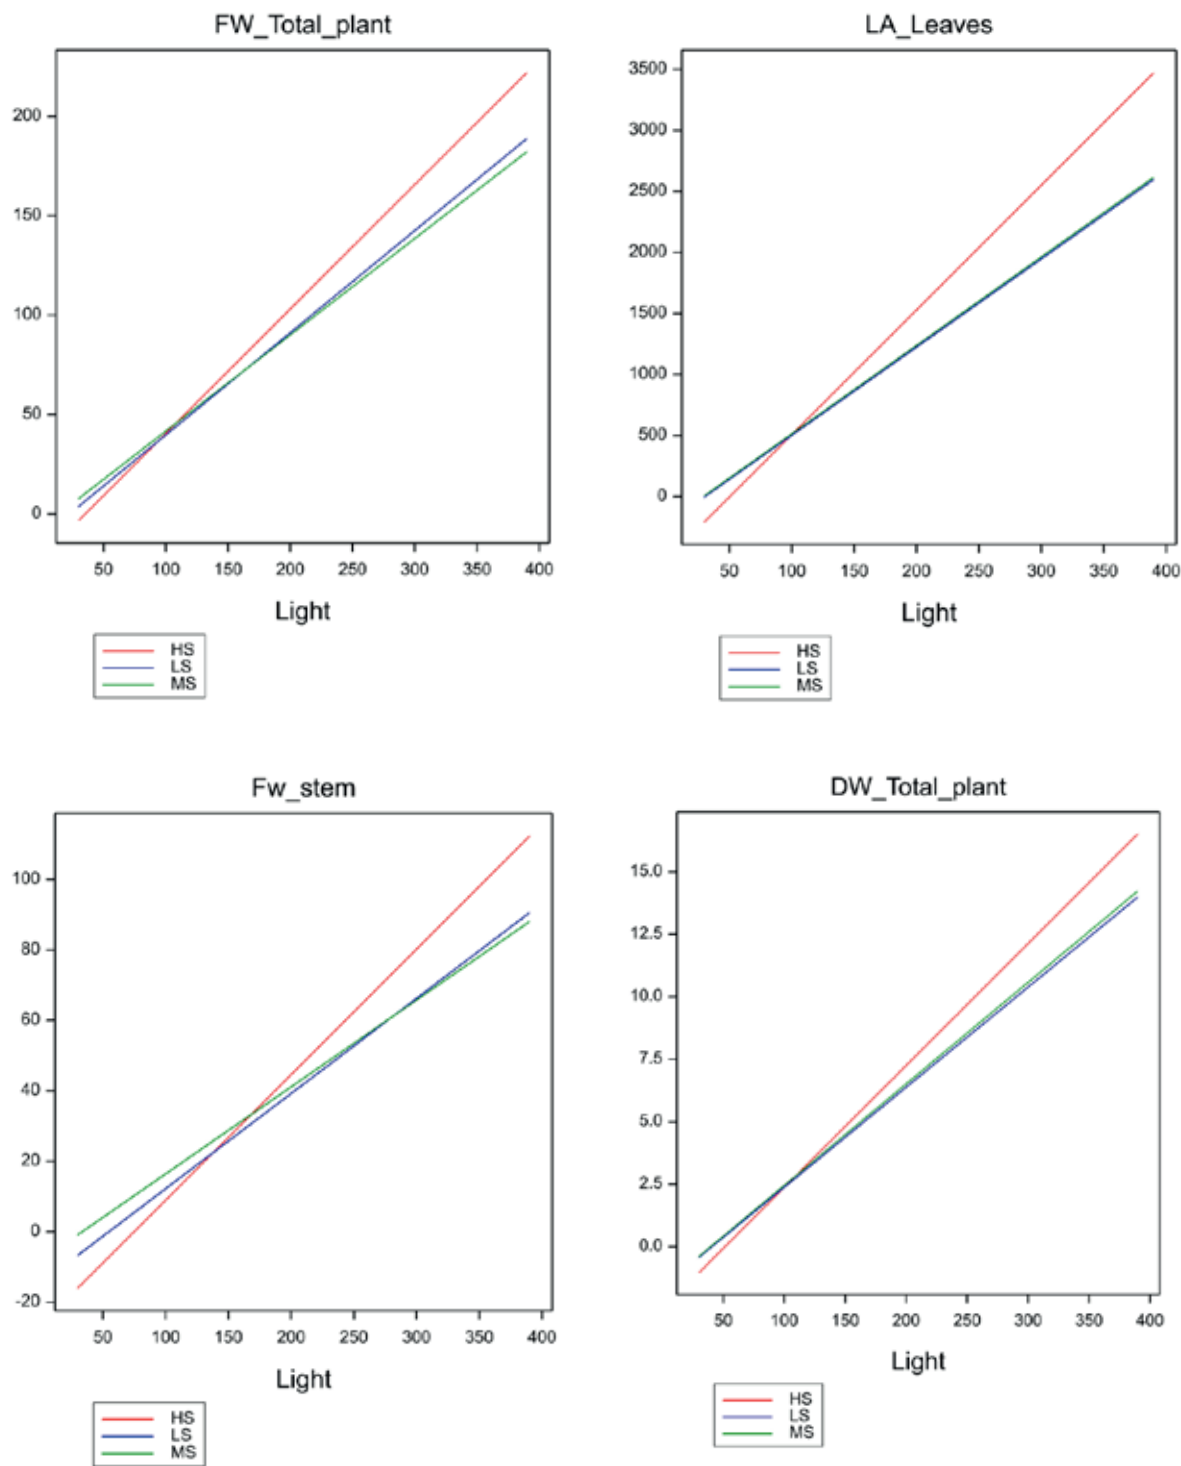 FW_Total_plant
200
150
100
50
0
50 100 150 200 250 300 350 400
Light
HS
LS
MS
LA_Leaves
3500
3000
2500
2000
1500
1000
500
0
50 100 150 200 250 300 350 400
Light
HS
LS
MS
Fw_stem
100
80
60
40
20
0
-20
50 100 150 200 250 300 350 400
Light
HS
LS
MS
DW_Total_plant
15.0
12.5
10.0
7.5
5.0
2.5
0.0
50 100 150 200 250 300 350 400
Light
HS
LS
MS